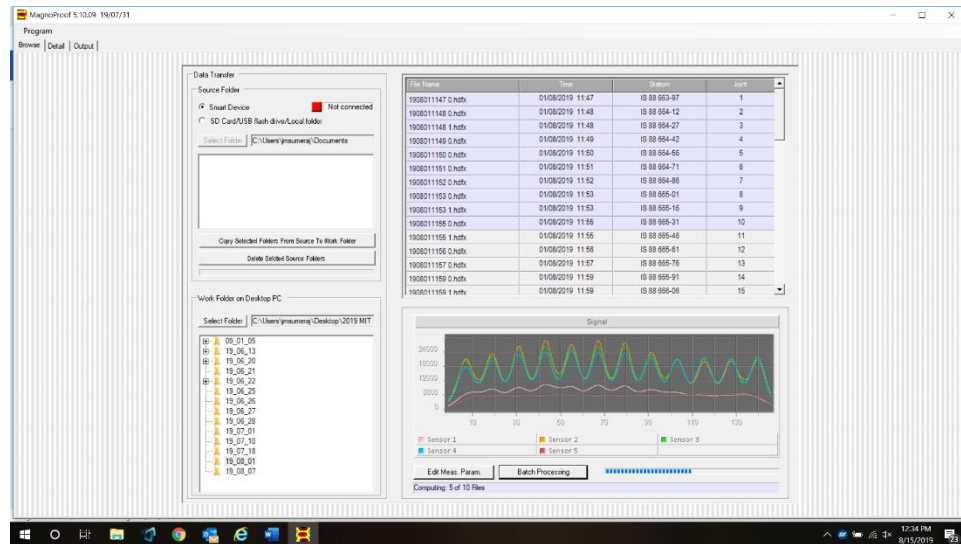 MagnoProof 5.10.09 19/07/31
Program
Browse Detail Output
Data Transfer
Source Folder
Smart Device Not connected
SD Card/USB flash drive/Local folder
Select Folder C:\Users\jmsumeraj\Documents
Copy Selected Folders From Source To Work Folder
Delete Selcted Source Folders
Work Folder on Desktop PC
Select Folder C:\Users\jmsumeraj\Desktop\2019 MIT
09_01_05
19_06_13
19_06_20
19_06_21
19_06_22
19_06_25
19_06_26
19_06_27
19_06_28
19_07_01
19_07_10
19_07_18
19_08_01
19_08_07
File Name Time Station Joint
1908011147 0.hdfx 01/08/2019 11:47 IS 88 663-97 1
1908011148 0.hdfx 01/08/2019 11:48 IS 88 664-12 2
1908011148 1.hdfx 01/08/2019 11:48 IS 88 664-27 3
1908011149 0.hdfx 01/08/2019 11:49 IS 88 664-42 4
1908011150 0.hdfx 01/08/2019 11:50 IS 88 664-56 5
1908011151 0.hdfx 01/08/2019 11:51 IS 88 664-71 6
1908011152 0.hdfx 01/08/2019 11:52 IS 88 664-86 7
1908011153 0.hdfx 01/08/2019 11:53 IS 88 665-01 8
1908011153 1.hdfx 01/08/2019 11:53 IS 88 665-16 9
1908011155 0.hdfx 01/08/2019 11:55 IS 88 665-31 10
1908011155 1.hdfx 01/08/2019 11:55 IS 88 665-46 11
1908011156 0.hdfx 01/08/2019 11:56 IS 88 665-61 12
1908011157 0.hdfx 01/08/2019 11:57 IS 88 665-76 13
1908011159 0.hdfx 01/08/2019 11:59 IS 88 665-91 14
1908011159 1.hdfx 01/08/2019 11:59 IS 88 666-06 15
Signal
24000
18000
12000
6000
0
10 30 50 70 90 110 130
Sensor 1 Sensor 2 Sensor 3
Sensor 4 Sensor 5
Edit Meas. Param. Batch Processing
Computing: 5 of 10 Files
12:34 PM
8/15/2019
23